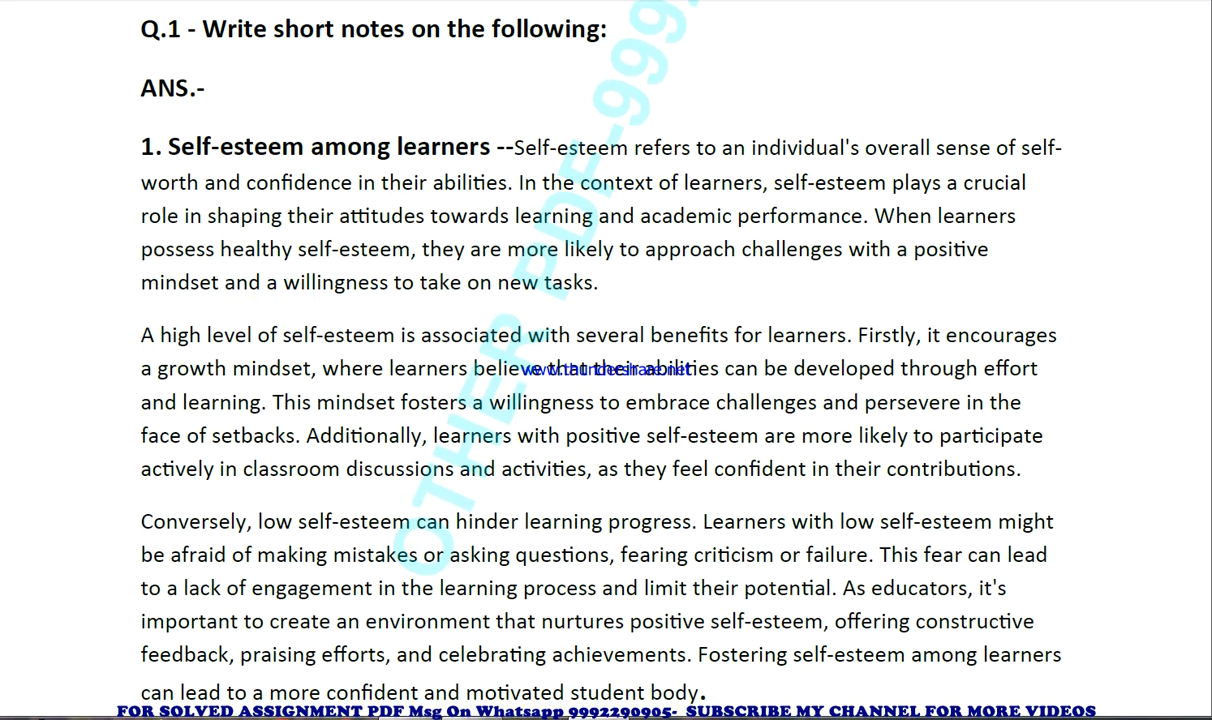 Q.1 - Write short notes on the following:
ANS.-
1. Self-esteem among learners --Self-esteem refers to an individual's overall sense of self-
worth and confidence in their abilities. In the context of learners, self-esteem plays a crucial
role in shaping their attitudes towards learning and academic performance. When learners
possess healthy self-esteem, they are more likely to approach challenges with a positive
mindset and a willingness to take on new tasks.
A high level of self-esteem is associated with several benefits for learners. Firstly, it encourages
a growth mindset, where learners believe that their abilities can be developed through effort
and learning. This mindset fosters a willingness to embrace challenges and persevere in the
face of setbacks. Additionally, learners with positive self-esteem are more likely to participate
actively in classroom discussions and activities, as they feel confident in their contributions.
Conversely, low self-esteem can hinder learning progress. Learners with low self-esteem might
be afraid of making mistakes or asking questions, fearing criticism or failure. This fear can lead
to a lack of engagement in the learning process and limit their potential. As educators, it's
important to create an environment that nurtures positive self-esteem, offering constructive
feedback, praising efforts, and celebrating achievements. Fostering self-esteem among learners
can lead to a more confident and motivated student body.
OTHER PDF-999
FOR SOLVED ASSIGNMENT PDF Msg On Whatsapp 9992290905- SUBSCRIBE MY CHANNEL FOR MORE VIDEOS